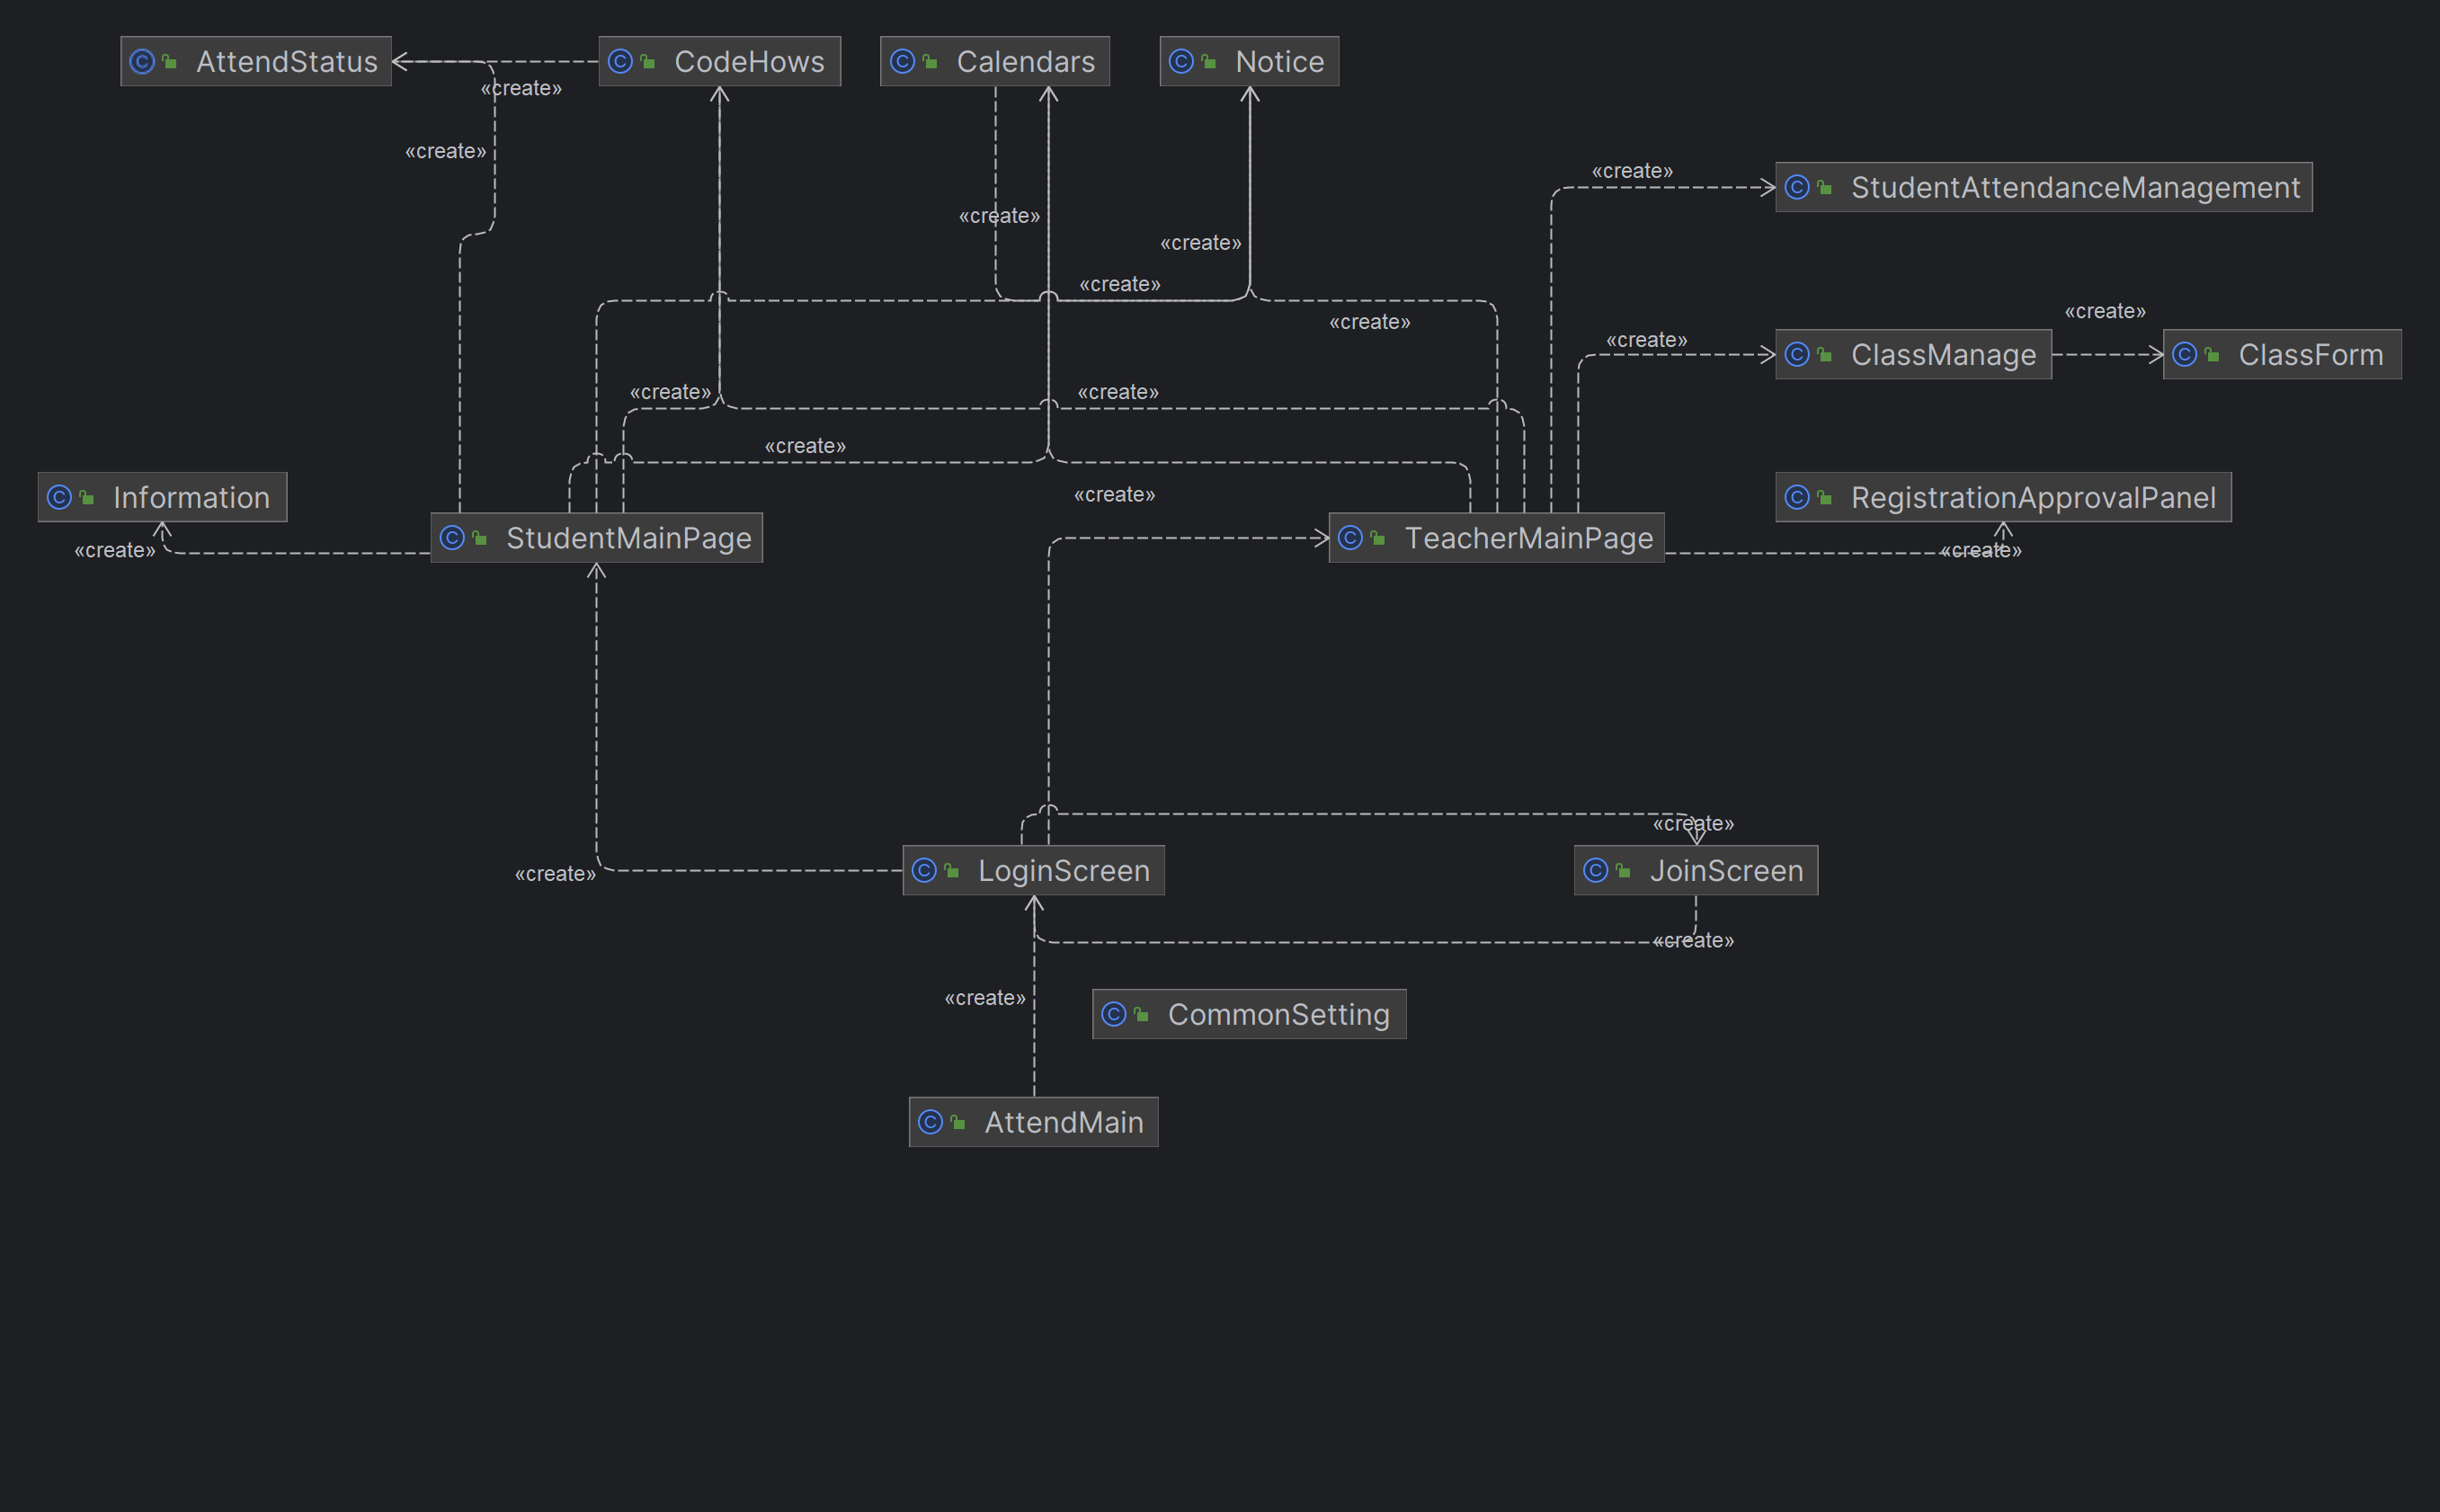 AttendStatus
CodeHows
Calendars
Notice
«create»
«create»
StudentAttendanceManagement
«create»
«create»
«create»
«create»
«create»
«create»
«create»
ClassManage
ClassForm
«create»
«create»
«create»
Information
«create»
RegistrationApprovalPanel
StudentMainPage
TeacherMainPage
«create»
«create»
«create»
LoginScreen
JoinScreen
«create»
«create»
«create»
CommonSetting
AttendMain